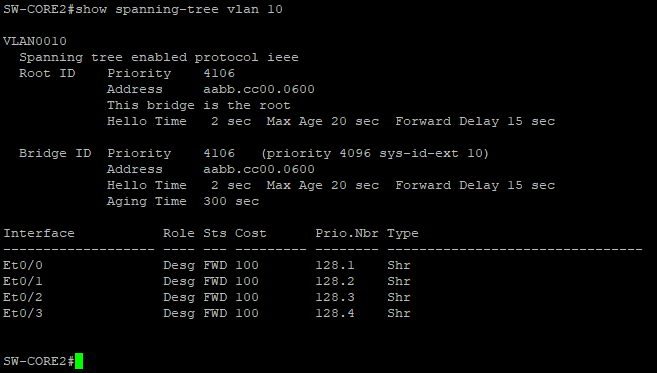 SW-CORE2#show spanning-tree vlan 10
VLAN0010
  Spanning tree enabled protocol ieee
  Root ID    Priority    4106
             Address     aabb.cc00.0600
             This bridge is the root
             Hello Time   2 sec  Max Age 20 sec  Forward Delay 15 sec
  Bridge ID  Priority    4106   (priority 4096 sys-id-ext 10)
             Address     aabb.cc00.0600
             Hello Time   2 sec  Max Age 20 sec  Forward Delay 15 sec
             Aging Time  300 sec
Interface           Role Sts Cost      Prio.Nbr Type
------------------- ---- --- --------- -------- --------------------------------
Et0/0               Desg FWD 100       128.1    Shr
Et0/1               Desg FWD 100       128.2    Shr
Et0/2               Desg FWD 100       128.3    Shr
Et0/3               Desg FWD 100       128.4    Shr
SW-CORE2#